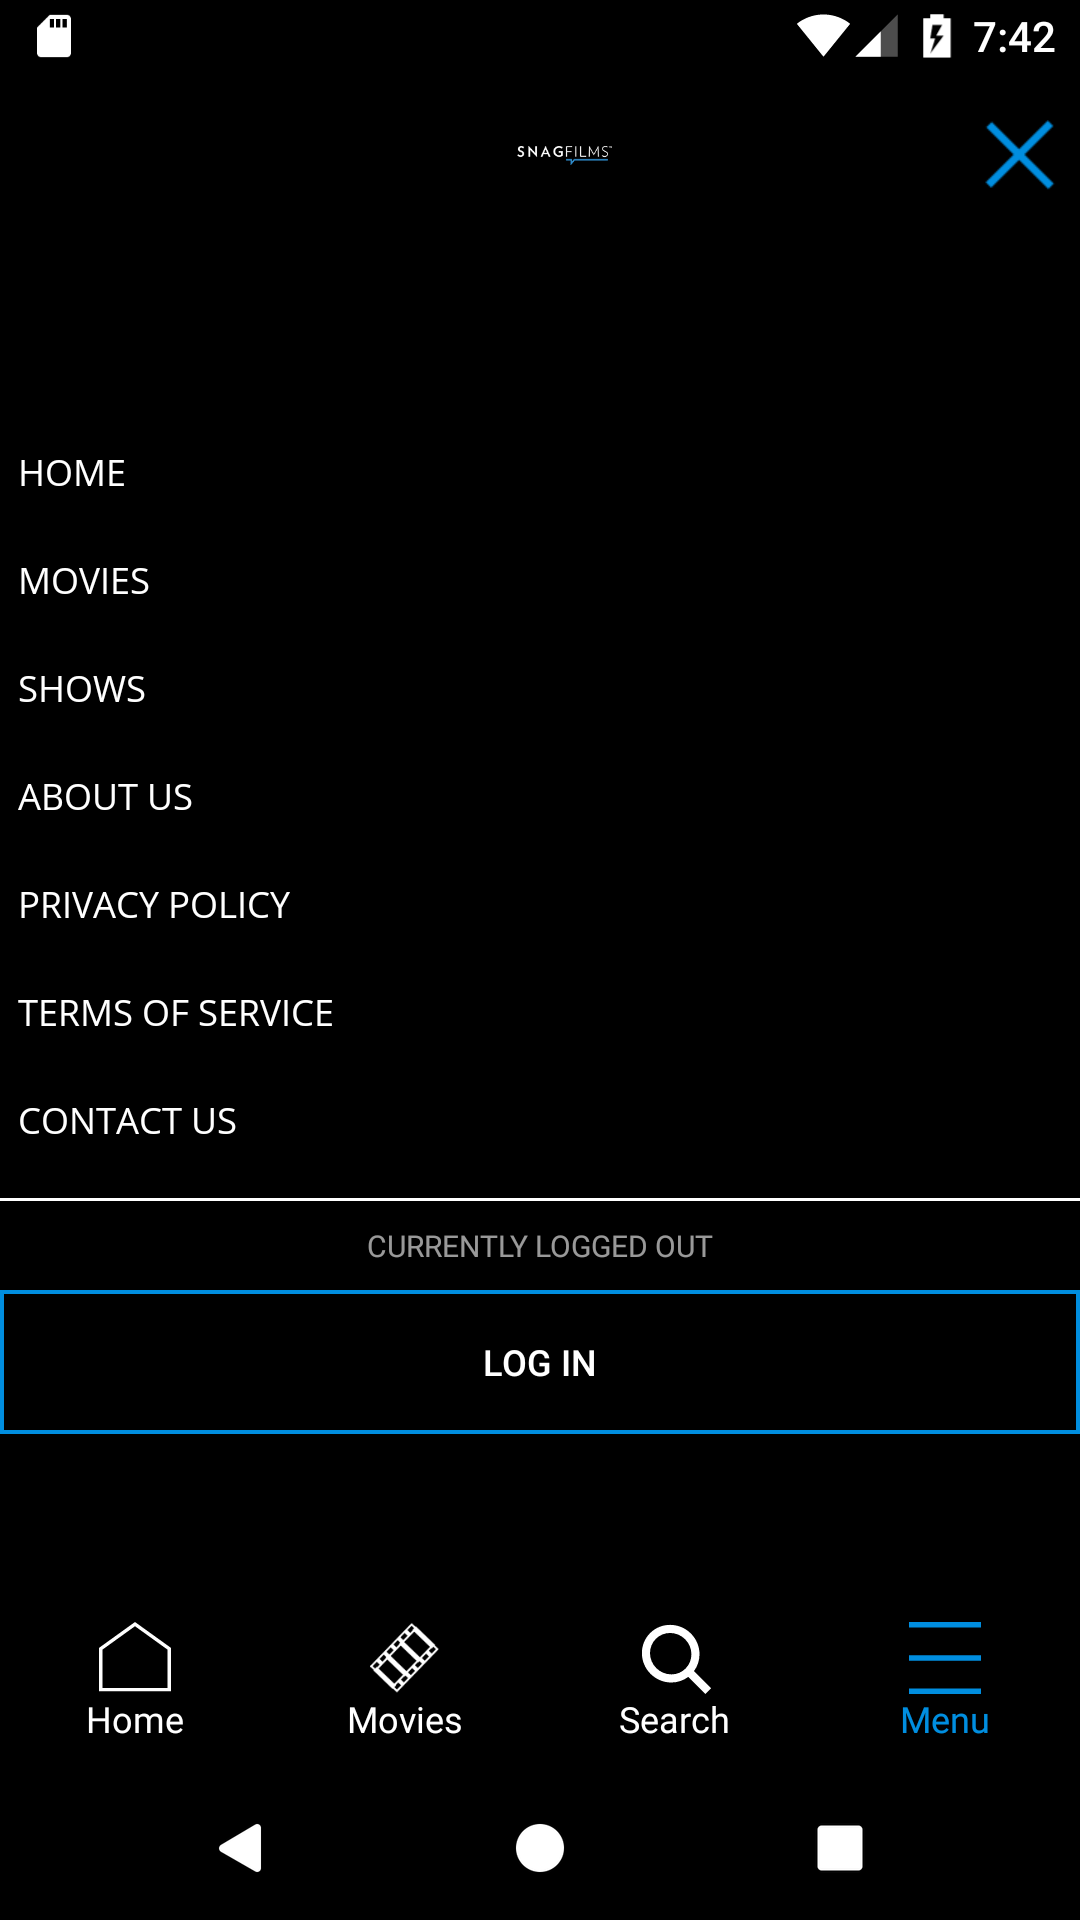 7:42
SNAGFILMS™
HOME
MOVIES
SHOWS
ABOUT US
PRIVACY POLICY
TERMS OF SERVICE
CONTACT US
CURRENTLY LOGGED OUT
LOG IN
Home Movies Search Menu